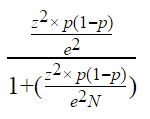 z²× p(1−p)
e²
1+(z²× p(1−p)
e²N)